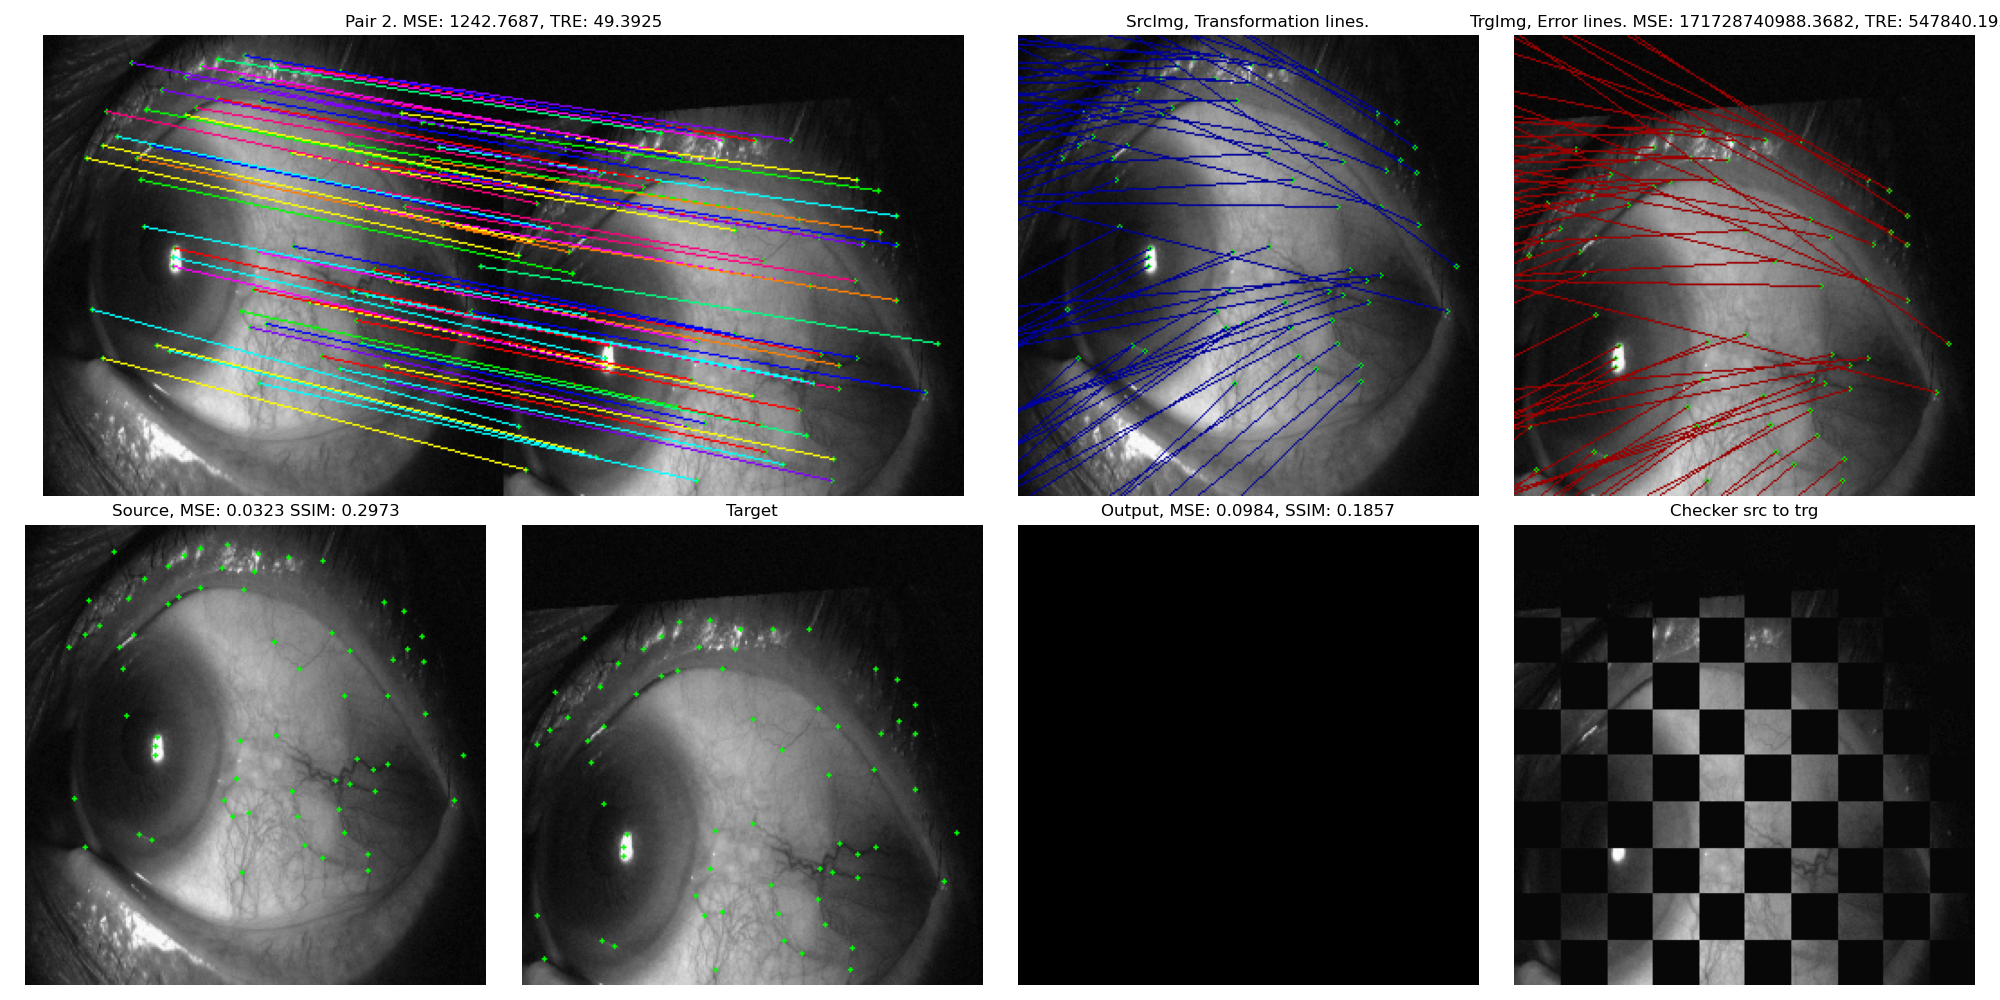 Pair 2. MSE: 1242.7687, TRE: 49.3925
SrcImg, Transformation lines.
TrgImg, Error lines. MSE: 171728740988.3682, TRE: 547840.19
Source, MSE: 0.0323 SSIM: 0.2973
Target
Output, MSE: 0.0984, SSIM: 0.1857
Checker src to trg